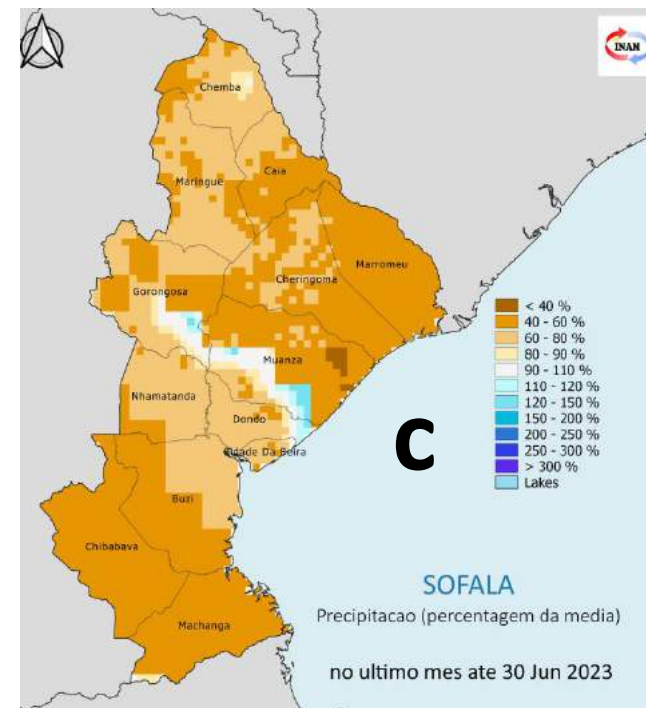 INAM
Chemba
Caia
Maringue
Marromeu
Cheringoma
Gorongosa
Muanza
Nhamatanda
Dondo
Cidade Da Beira
Buzi
Chibabava
Machanga
< 40 %
40 - 60 %
60 - 80 %
80 - 90 %
90 - 110 %
110 - 120 %
120 - 150 %
150 - 200 %
200 - 250 %
250 - 300 %
> 300 %
Lakes
C
SOFALA
Precipitacao (percentagem da media)
no ultimo mes ate 30 Jun 2023